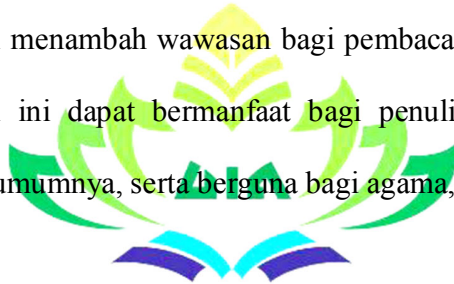 menambah wawasan bagi pembaca
ini dapat bermanfaat bagi penuli
umumnya, serta berguna bagi agama,